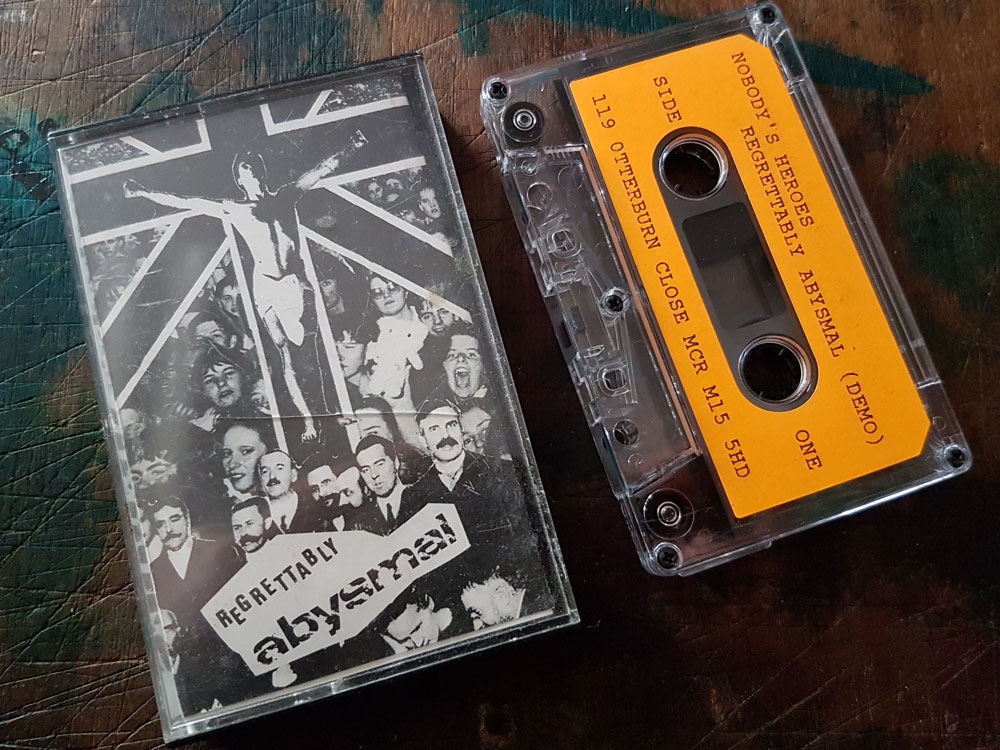 REGRETTABLY
abysmal
NOBODY'S HEROES
REGRETTABLY ABYSMAL (DEMO)
SIDE ONE
119 OTTERBURN CLOSE MCR M15 5HD